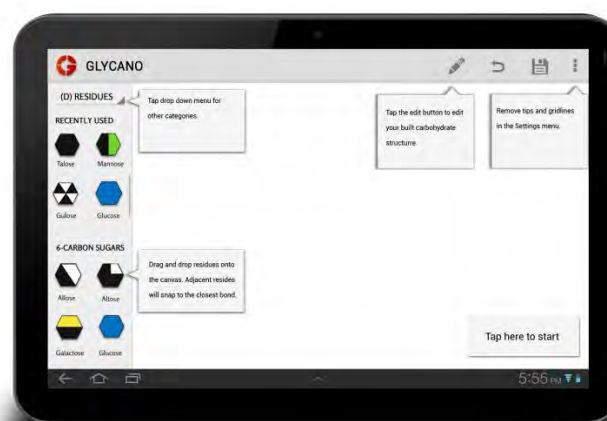 GLYCANO
(D) RESIDUES
Tap drop down menu for
other categories.
Tap the edit button to edit
your built carbohydrate
structurre.
Remove tips and gridlines
in the Settings menu.
RECENTLY USED
Talose Mannose
Gulose Glucose
6-CARBON SUGARS
Drag and drop residues onto
the canvas. Adjacent resides
will snap to the closest bond.
Allose Altose
Galactose Glucose
Tap here to start
5:55 PM